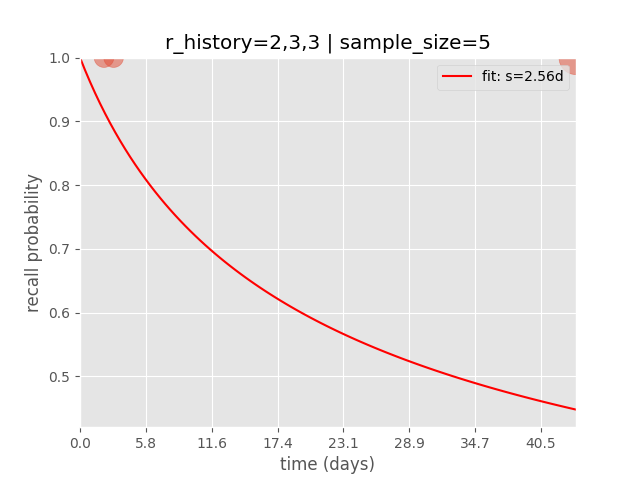 r_history=2,3,3 | sample_size=5
fit: s=2.56d
recall probability
1.0
0.9
0.8
0.7
0.6
0.5
0.0 5.8 11.6 17.4 23.1 28.9 34.7 40.5
time (days)